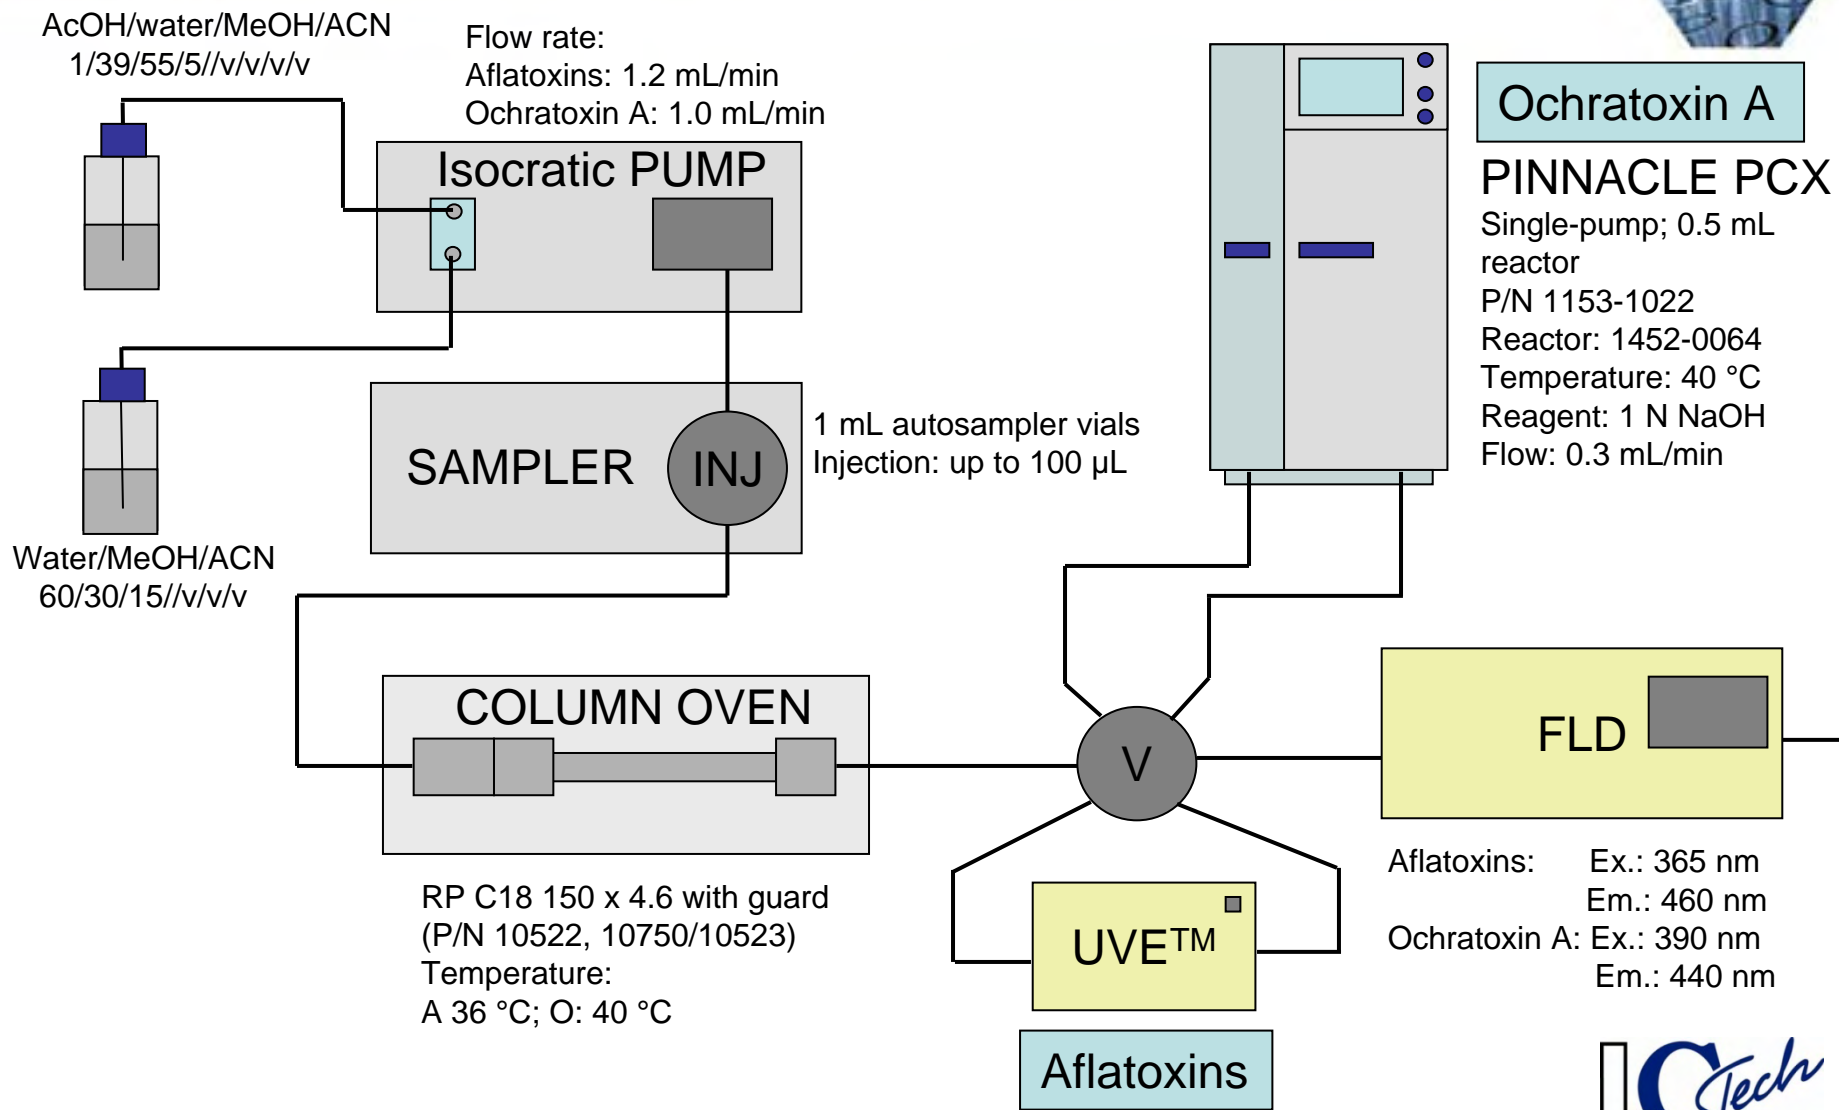 AcOH/water/MeOH/ACN
1/39/55/5//v/v/v/v
Flow rate:
Aflatoxins: 1.2 mL/min
Ochratoxin A: 1.0 mL/min
Isocratic PUMP
Ochratoxin A
PINNACLE PCX
Single-pump; 0.5 mL
reactor
P/N 1153-1022
Reactor: 1452-0064
Temperature: 40 °C
Reagent: 1 N NaOH
Flow: 0.3 mL/min
SAMPLER
INJ
1 mL autosampler vials
Injection: up to 100 µL
Water/MeOH/ACN
60/30/15//v/v/v
COLUMN OVEN
V
FLD
RP C18 150 x 4.6 with guard
(P/N 10522, 10750/10523)
Temperature:
A 36 °C; O: 40 °C
UVE™
Aflatoxins
Aflatoxins: Ex.: 365 nm
Em.: 460 nm
Ochratoxin A: Ex.: 390 nm
Em.: 440 nm
LCTech